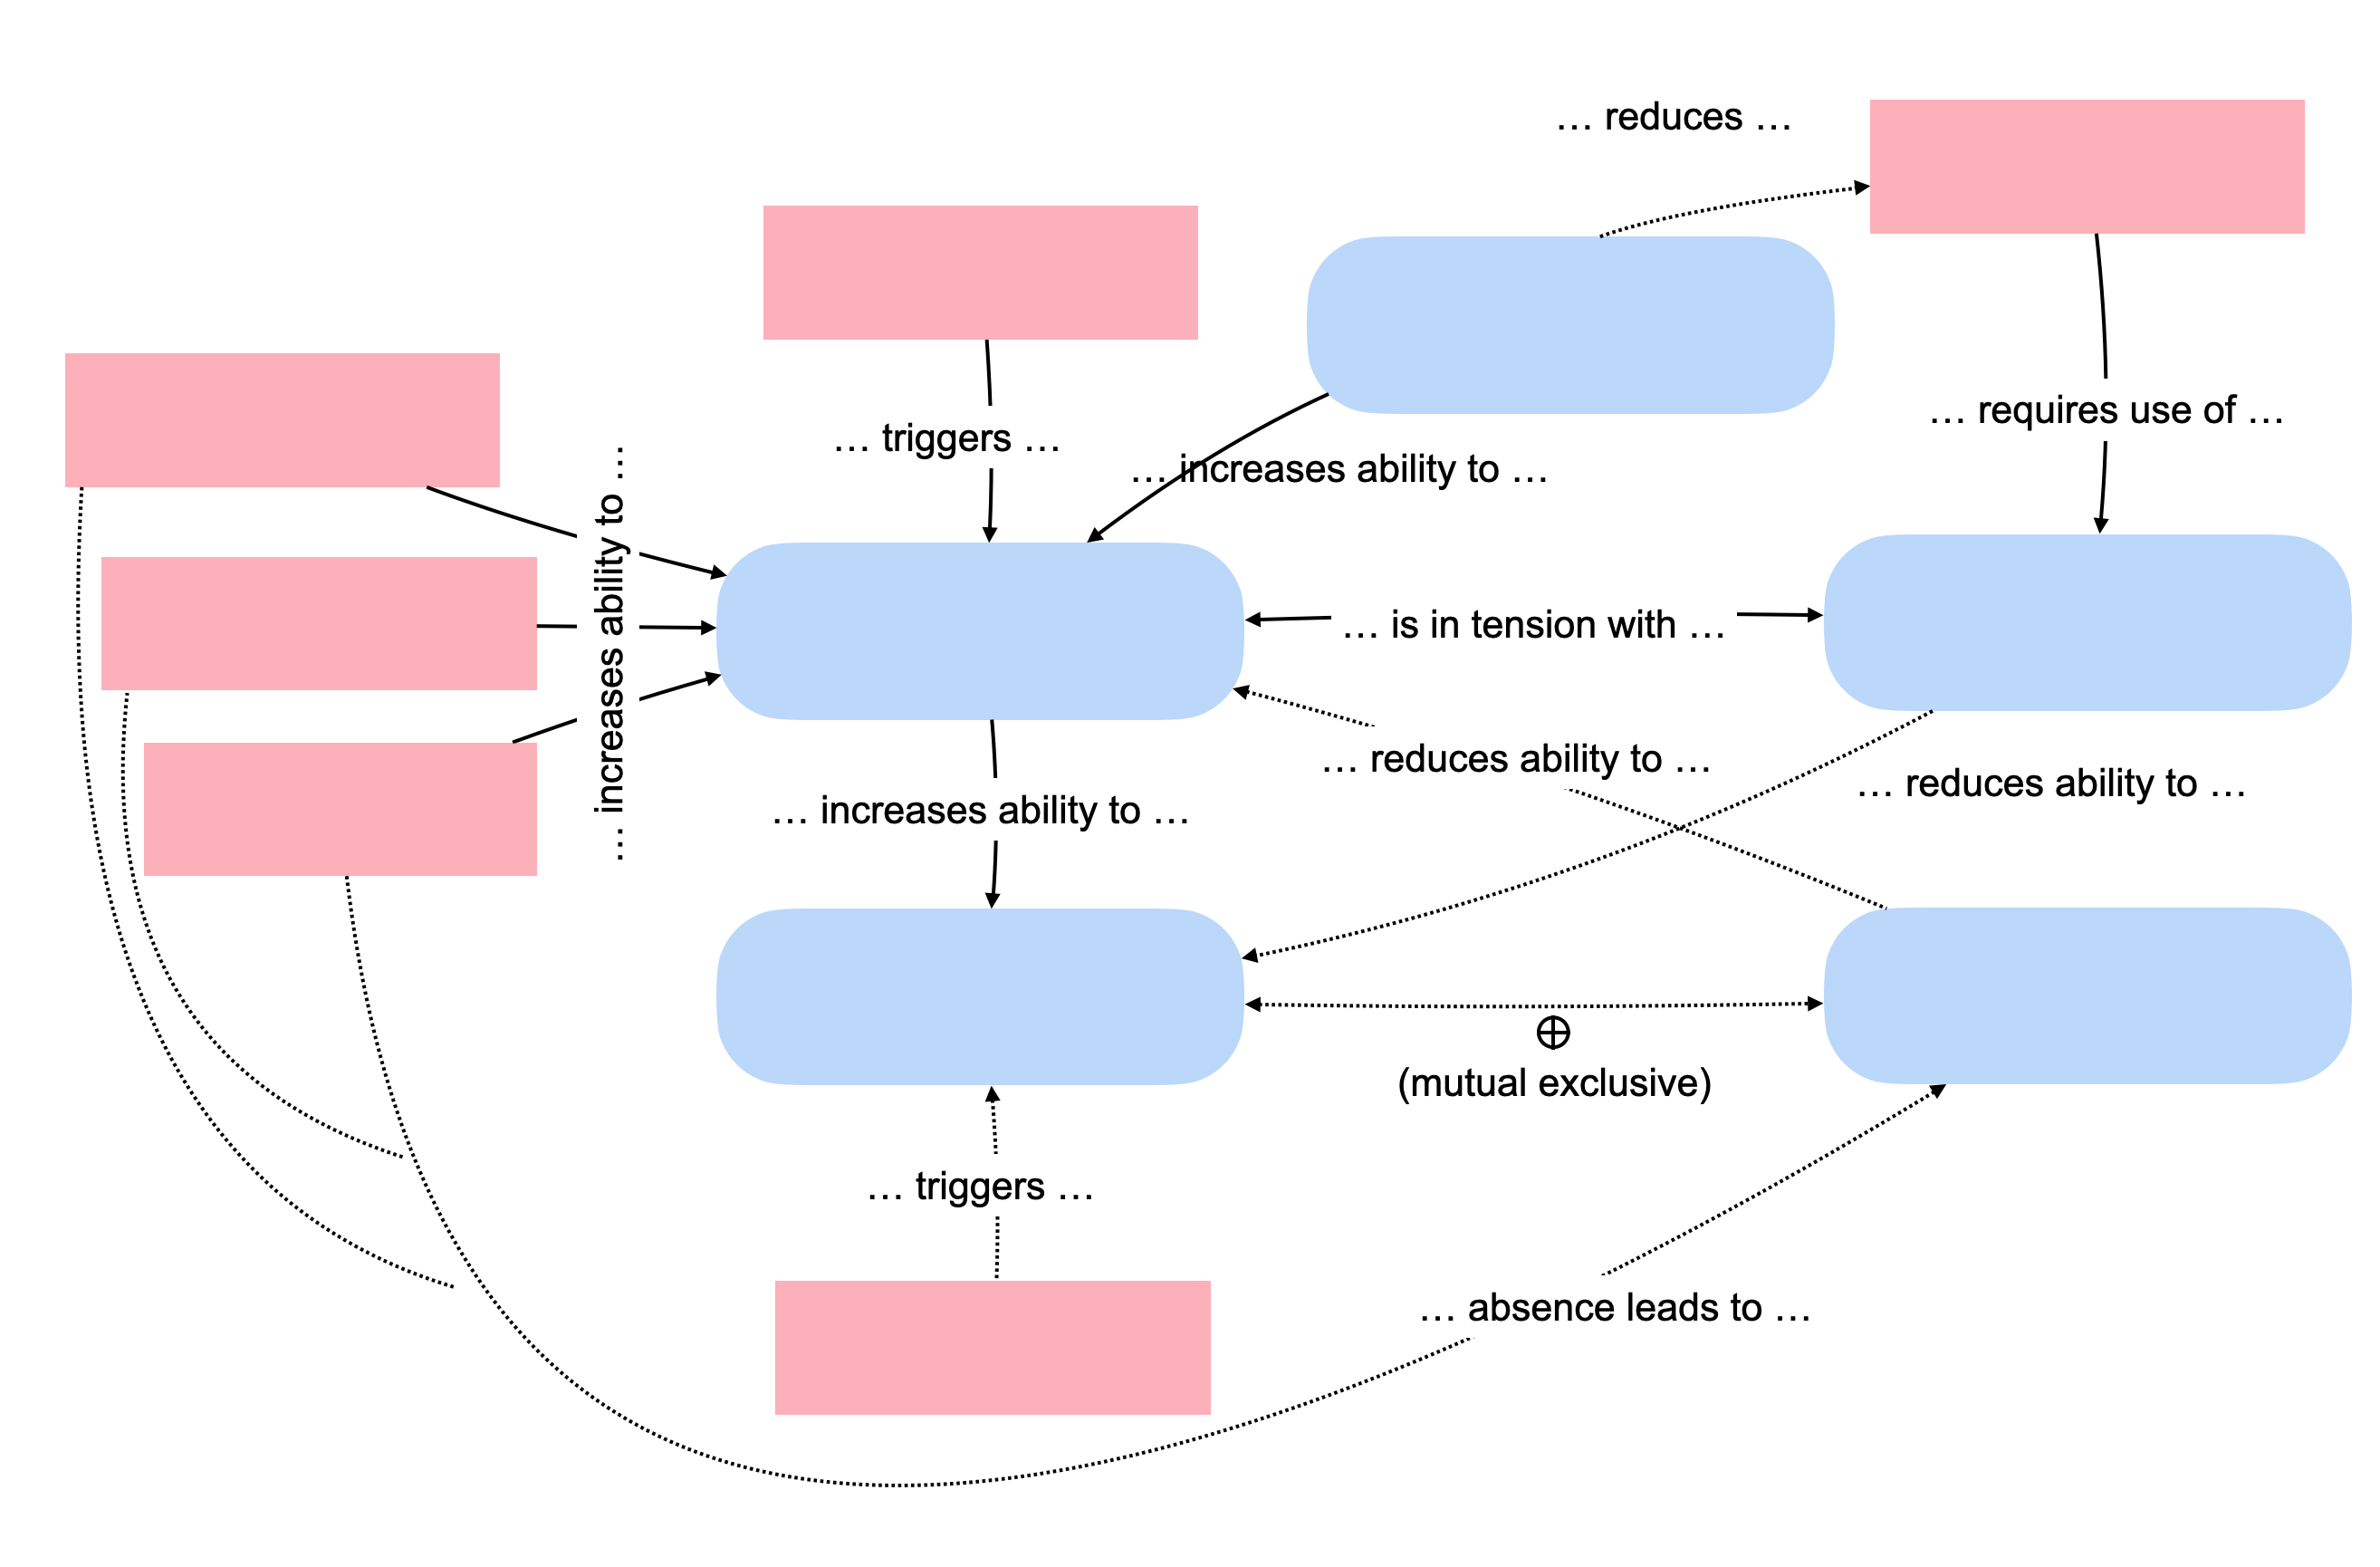 … reduces …
… requires use of …
… triggers …
… increases ability to …
… increases ability to …
… is in tension with …
… reduces ability to …
… reduces ability to …
… increases ability to …
⊕
(mutual exclusive)
… triggers …
… absence leads to …